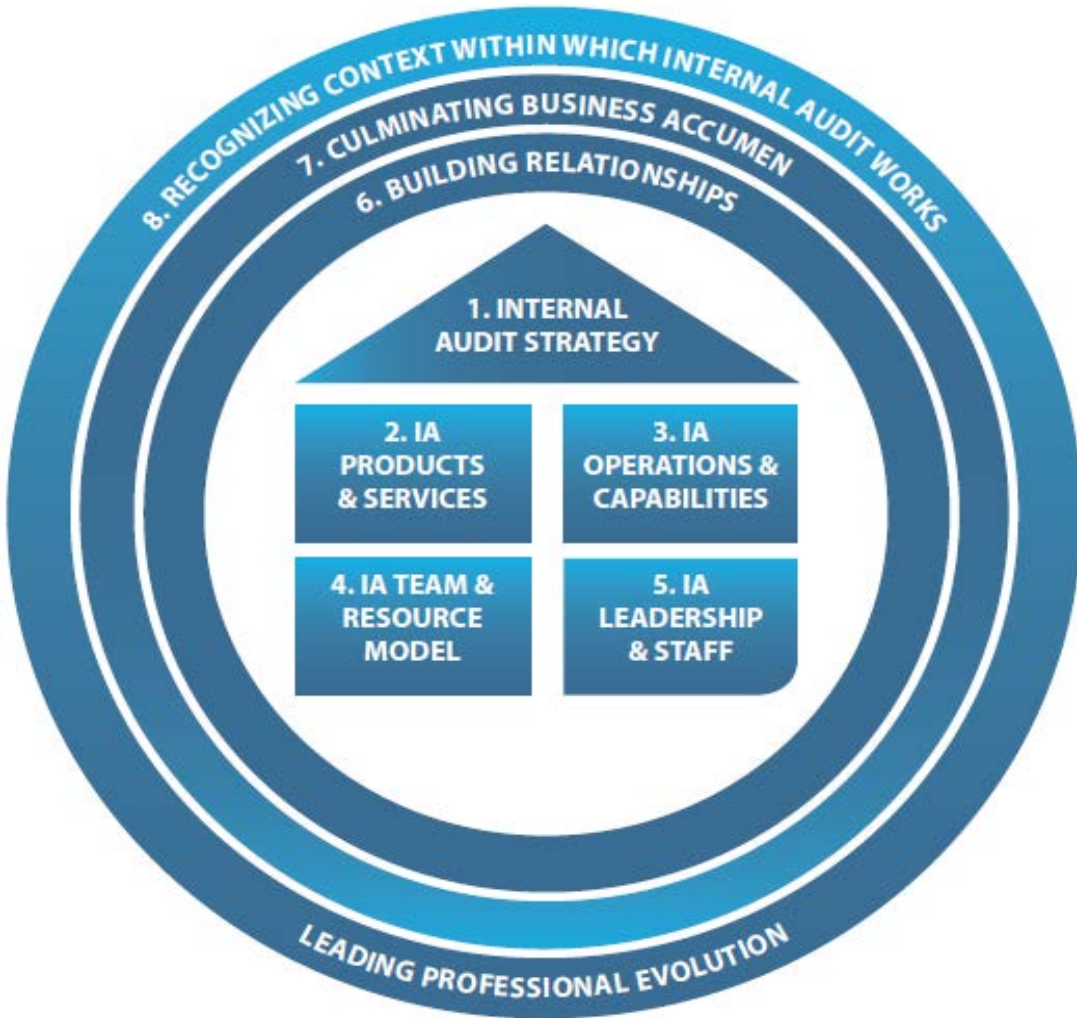 8. RECOGNIZING CONTEXT WITHIN WHICH INTERNAL AUDIT WORKS
7. CULMINATING BUSINESS ACCUMEN
6. BUILDING RELATIONSHIPS
1. INTERNAL
AUDIT STRATEGY
2. IA
PRODUCTS
& SERVICES
3. IA
OPERATIONS &
CAPABILITIES
4. IA TEAM &
RESOURCE
MODEL
5. IA
LEADERSHIP
& STAFF
LEADING PROFESSIONAL EVOLUTION